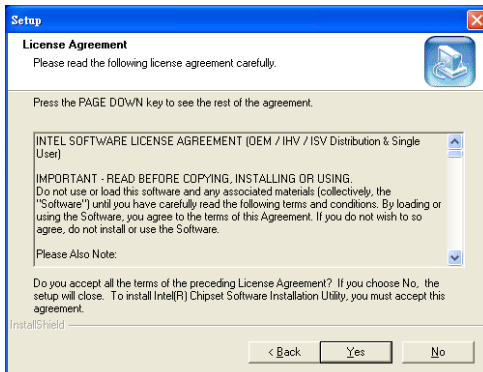 Setup
License Agreement
Please read the following license agreement carefully.
Press the PAGE DOWN key to see the rest of the agreement.
INTEL SOFTWARE LICENSE AGREEMENT (OEM / IHV / ISV Distribution & Single
User)
IMPORTANT - READ BEFORE COPYING, INSTALLING OR USING.
Do not use or load this software and any associated materials (collectively, the
"Software") until you have carefully read the following terms and conditions. By loading or
using the Software, you agree to the terms of this Agreement. If you do not wish to so
agree, do not install or use the Software.
Please Also Note:
Do you accept all the terms of the preceding License Agreement? If you choose No, the
setup will close. To install Intel(R) Chipset Software Installation Utility, you must accept this
agreement.
InstallShield
< Back
Yes
No